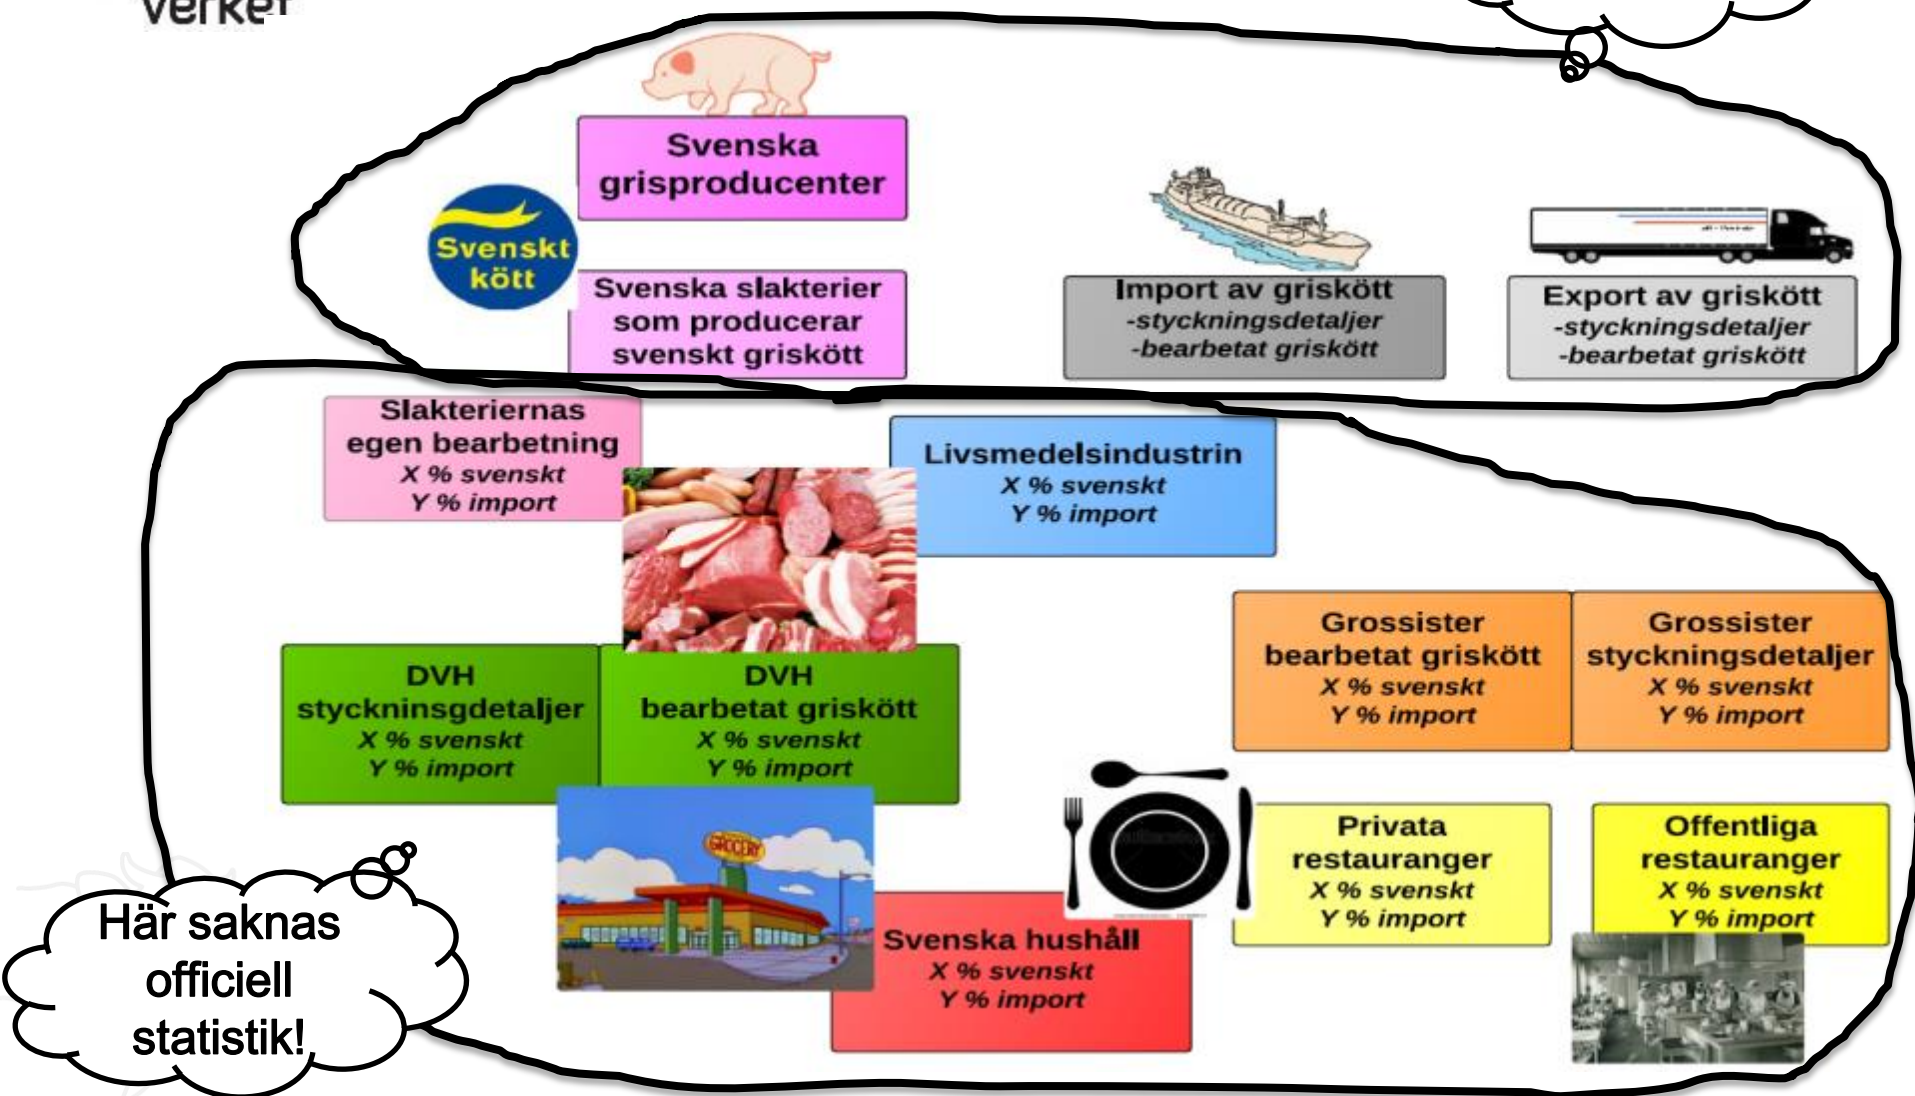 verket
Svenska
grisproducenter
Svenskt
kött
Svenska slakterier
som producerar
svenskt griskött
Import av griskött
-styckningsdetaljer
-bearbetat griskött
Export av griskött
-styckningsdetaljer
-bearbetat griskött
Slakteriernas
egen bearbetning
X % svenskt
Y % import
Livsmedelsindustrin
X % svenskt
Y % import
Grossister
bearbetat griskött
X % svenskt
Y % import
Grossister
styckningsdetaljer
X % svenskt
Y % import
DVH
styckninsgdetaljer
X % svenskt
Y % import
DVH
bearbetat griskött
X % svenskt
Y % import
GROCERY
Privata
restauranger
X % svenskt
Y % import
Offentliga
restauranger
X % svenskt
Y % import
Svenska hushåll
X % svenskt
Y % import
Här saknas
officiell
statistik!